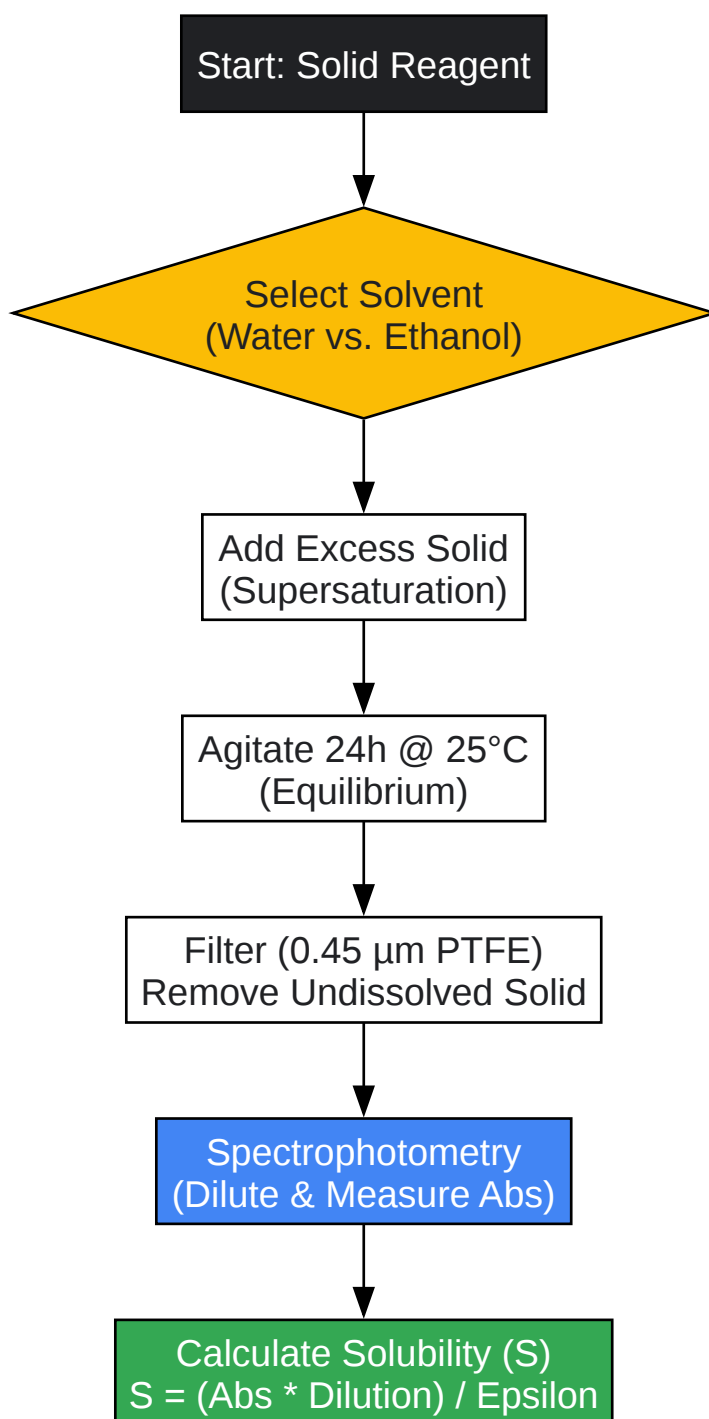 Start: Solid Reagent
Select Solvent
(Water vs. Ethanol)
Add Excess Solid
(Supersaturation)
Agitate 24h @ 25°C
(Equilibrium)
Filter (0.45 µm PTFE)
Remove Undissolved Solid
Spectrophotometry
(Dilute & Measure Abs)
Calculate Solubility (S)
S = (Abs * Dilution) / Epsilon